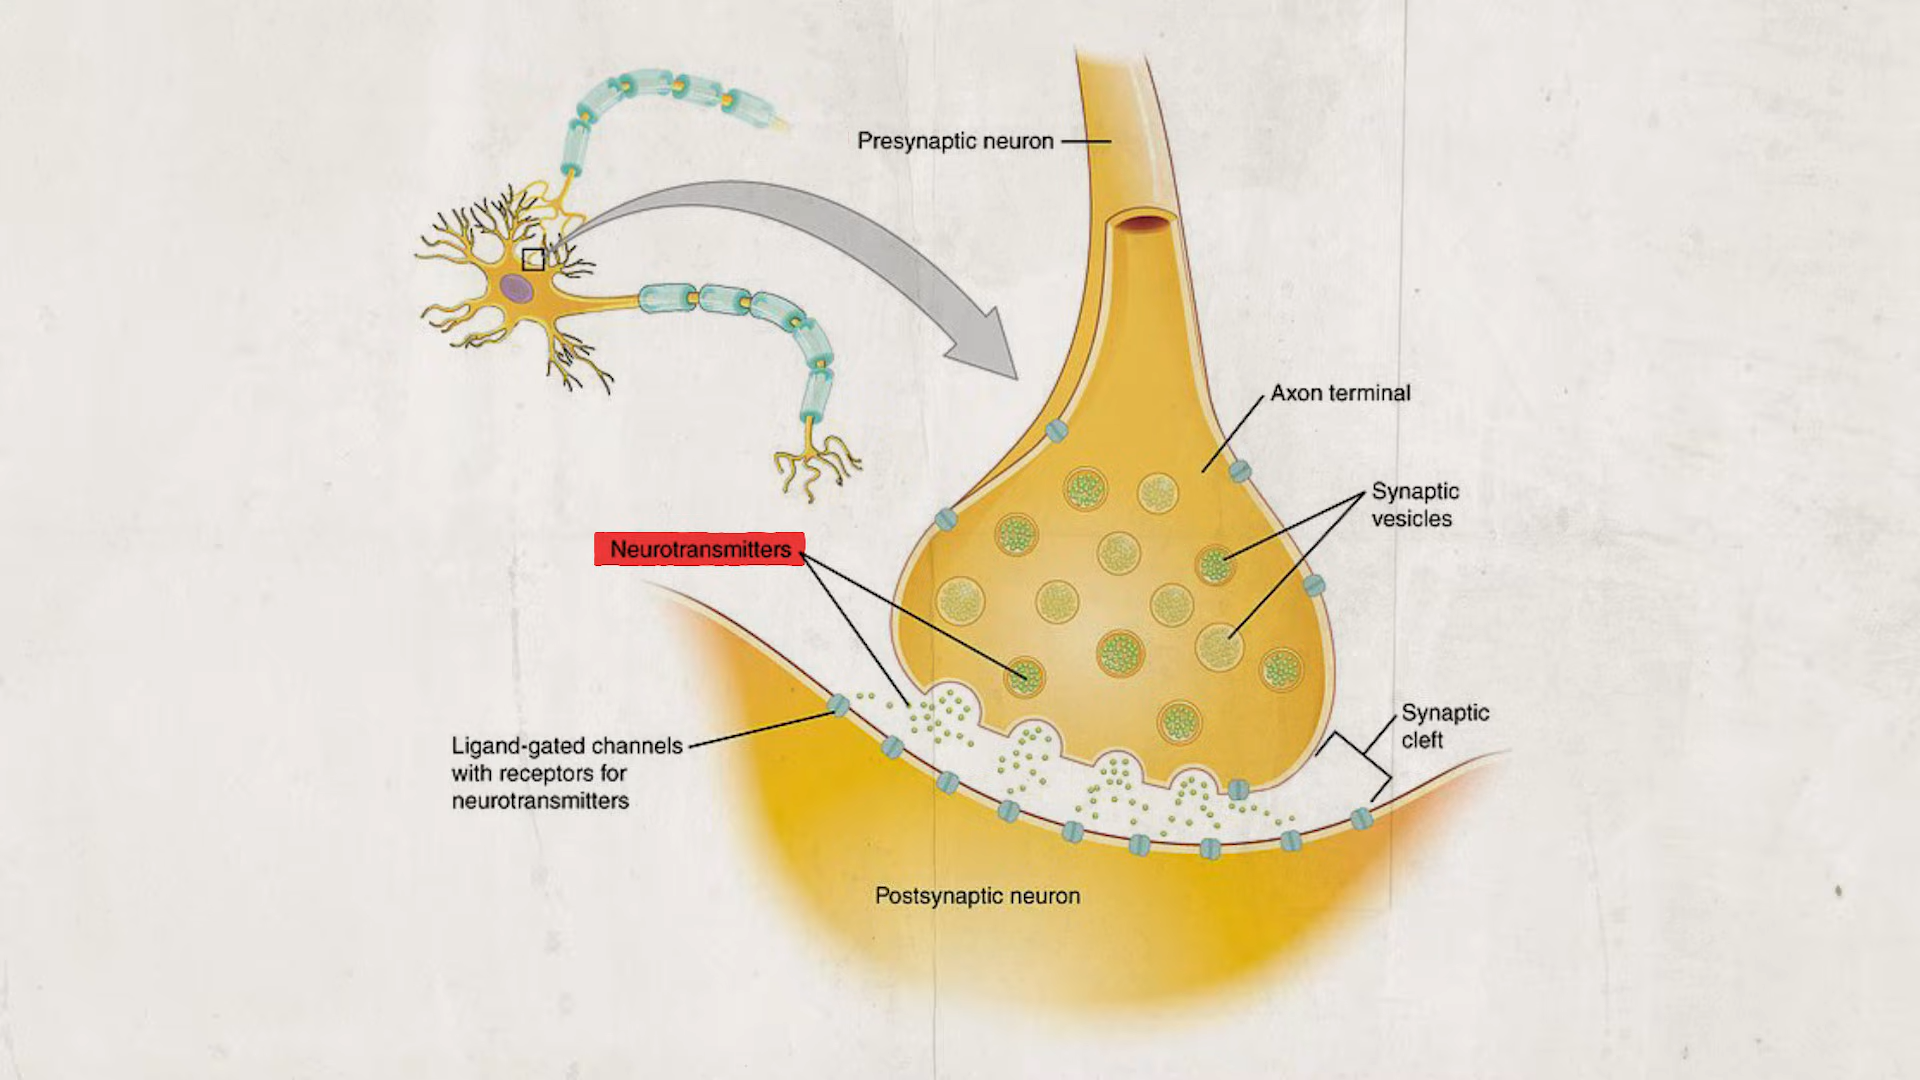 Presynaptic neuron
Axon terminal
Synaptic
vesicles
Neurotransmitters
Synaptic
cleft
Ligand-gated channels
with receptors for
neurotransmitters
Postsynaptic neuron